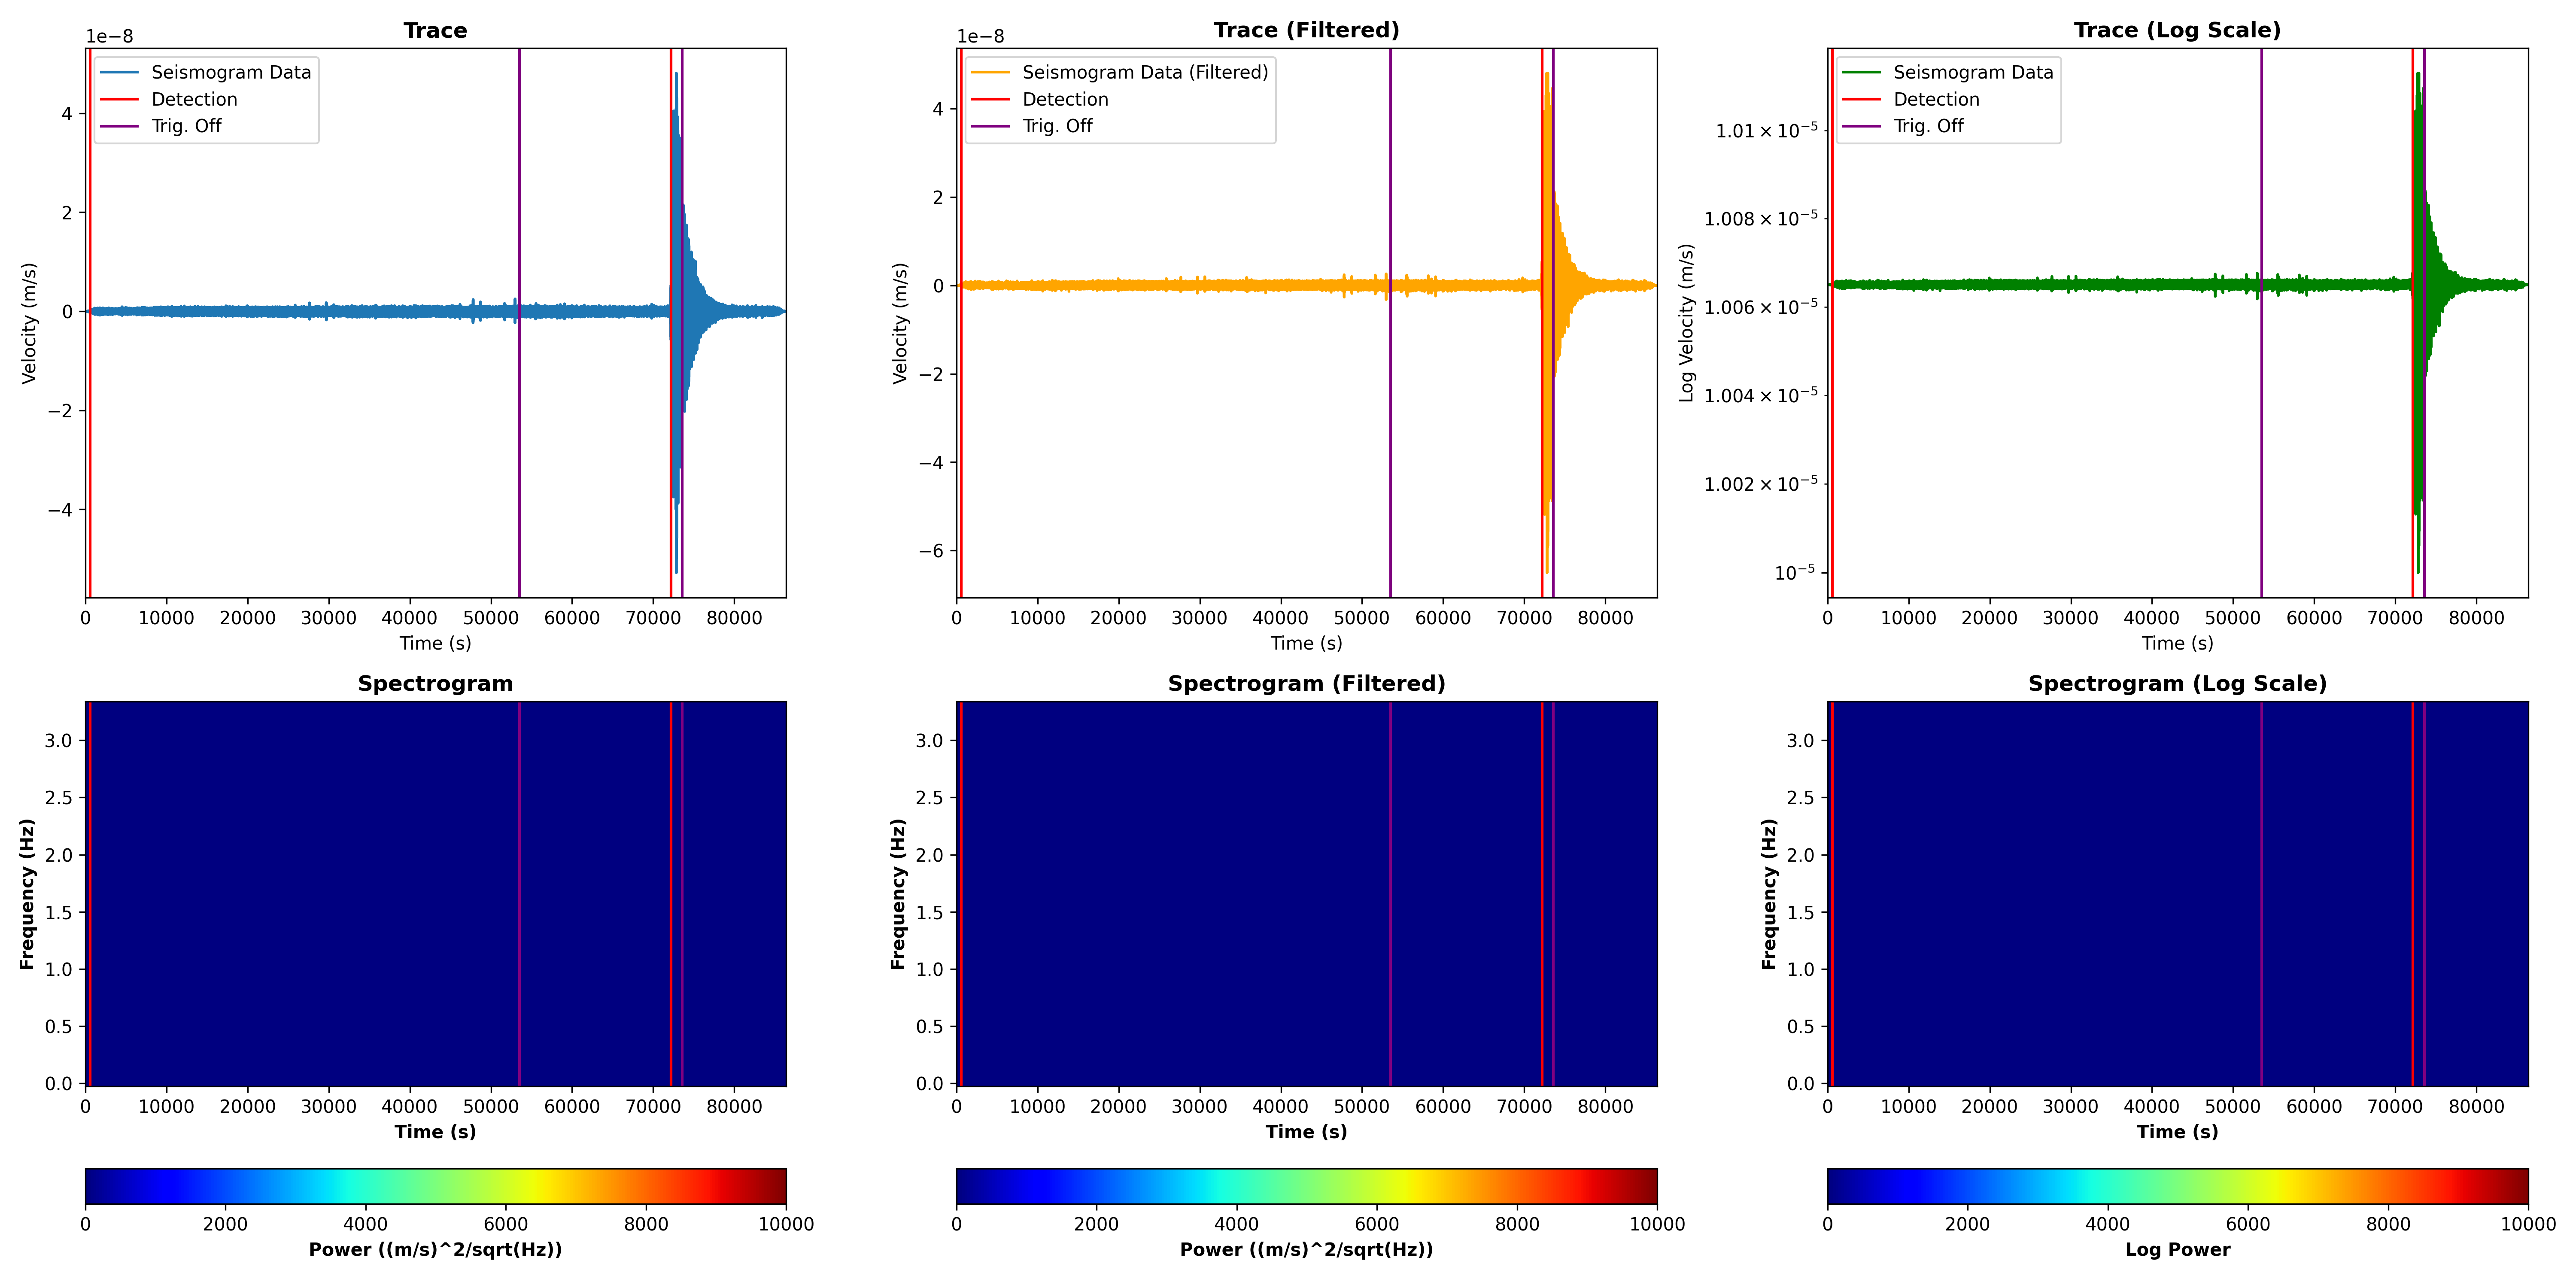 Trace
1e−8
Seismogram Data
Detection
Trig. Off
Velocity (m/s)
4
2
0
−2
−4
0 10000 20000 30000 40000 50000 60000 70000 80000
Time (s)
Trace (Filtered)
1e−8
Seismogram Data (Filtered)
Detection
Trig. Off
Velocity (m/s)
4
2
0
−2
−4
−6
0 10000 20000 30000 40000 50000 60000 70000 80000
Time (s)
Trace (Log Scale)
Seismogram Data
Detection
Trig. Off
Log Velocity (m/s)
1.01 × 10⁻⁵
1.008 × 10⁻⁵
1.006 × 10⁻⁵
1.004 × 10⁻⁵
1.002 × 10⁻⁵
10⁻⁵
0 10000 20000 30000 40000 50000 60000 70000 80000
Time (s)
Spectrogram
Frequency (Hz)
3.0
2.5
2.0
1.5
1.0
0.5
0.0
0 10000 20000 30000 40000 50000 60000 70000 80000
Time (s)
0 2000 4000 6000 8000 10000
Power ((m/s)^2/sqrt(Hz))
Spectrogram (Filtered)
Frequency (Hz)
3.0
2.5
2.0
1.5
1.0
0.5
0.0
0 10000 20000 30000 40000 50000 60000 70000 80000
Time (s)
0 2000 4000 6000 8000 10000
Power ((m/s)^2/sqrt(Hz))
Spectrogram (Log Scale)
Frequency (Hz)
3.0
2.5
2.0
1.5
1.0
0.5
0.0
0 10000 20000 30000 40000 50000 60000 70000 80000
Time (s)
0 2000 4000 6000 8000 10000
Log Power